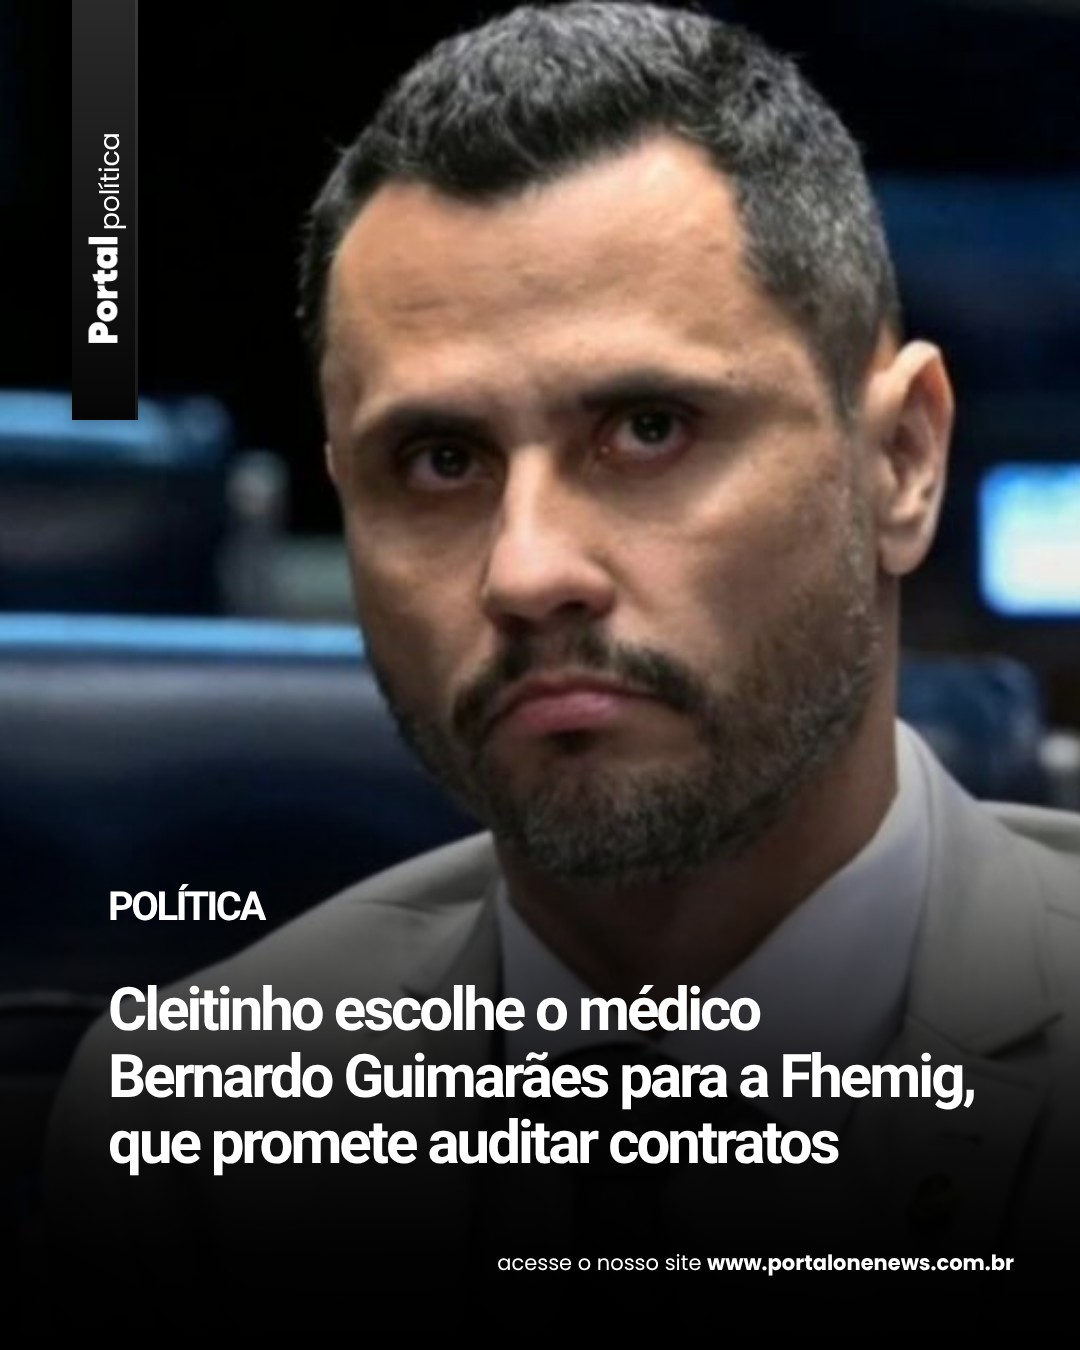 Portal política
POLÍTICA
Cleitinho escolhe o médico
Bernardo Guimarães para a Fhemig,
que promete auditar contratos
acesse o nosso site www.portalonenews.com.br